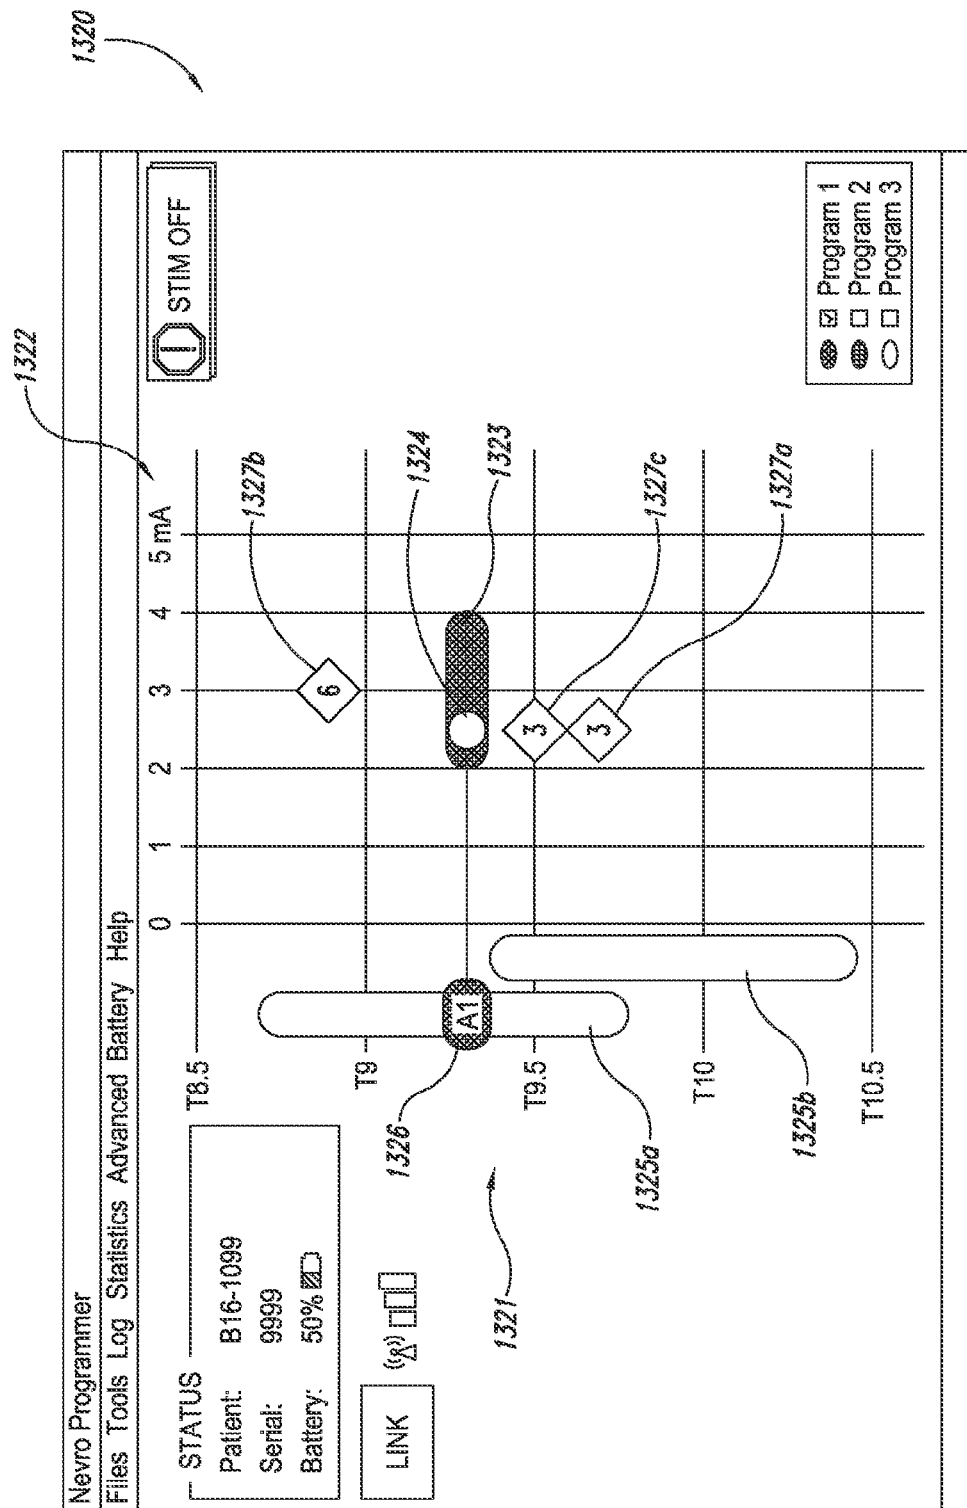 1320
Nevro Programmer
Files Tools Log Statistics Advanced Battery Help
1322
STATUS
Patient: B16-1099
Serial: 9999
Battery: 50%
LINK
STIM OFF
0 1 2 3 4 5 mA
T8.5
T9
T9.5
T10
T10.5
6
1327b
1324
1323
A1
1326
3
1327c
3
1327a
1321
1325a
1325b
Program 1
Program 2
Program 3